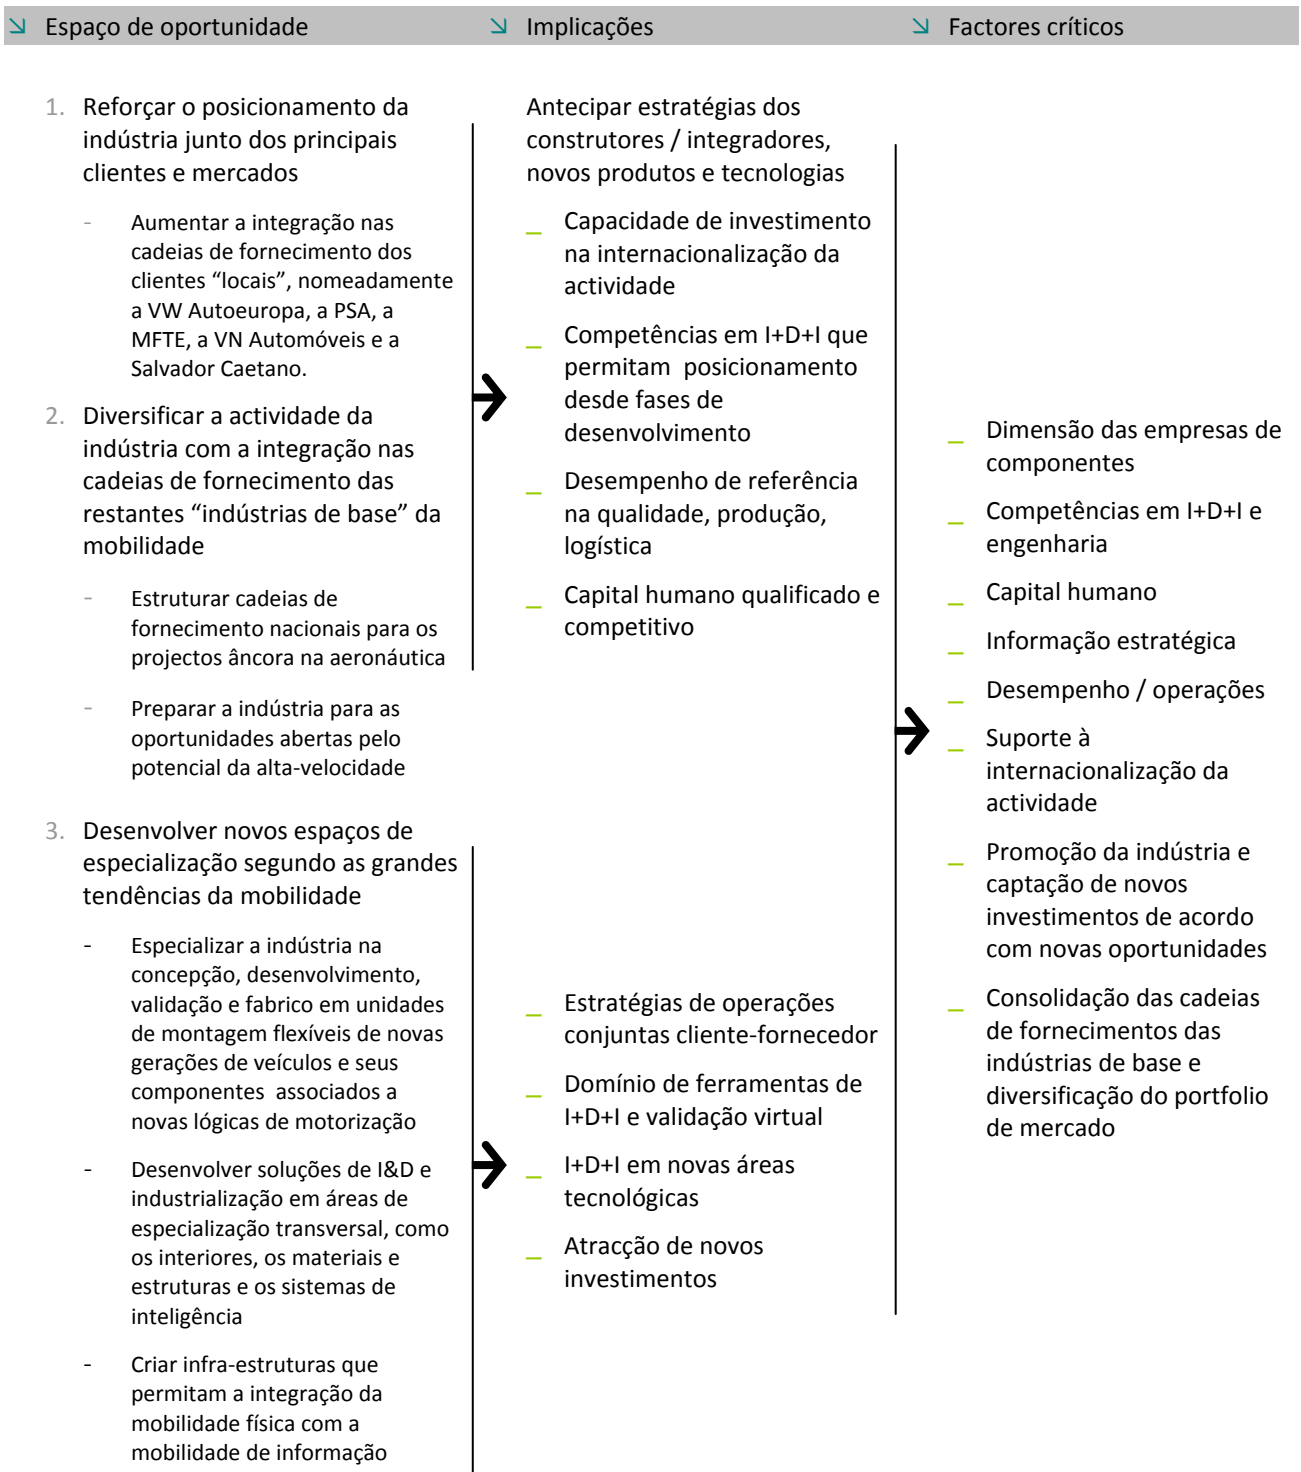 Espaço de oportunidade
Implicações
Factores críticos
1. Reforçar o posicionamento da
indústria junto dos principais
clientes e mercados
- Aumentar a integração nas
cadeias de fornecimento dos
clientes “locais”, nomeadamente
a VW Autoeuropa, a PSA, a
MFTE, a VN Automóveis e a
Salvador Caetano.
2. Diversificar a actividade da
indústria com a integração nas
cadeias de fornecimento das
restantes “indústrias de base” da
mobilidade
- Estruturar cadeias de
fornecimento nacionais para os
projectos âncora na aeronáutica
- Preparar a indústria para as
oportunidades abertas pelo
potencial da alta-velocidade
3. Desenvolver novos espaços de
especialização segundo as grandes
tendências da mobilidade
- Especializar a indústria na
concepção, desenvolvimento,
validação e fabrico em unidades
de montagem flexíveis de novas
gerações de veículos e seus
componentes associados a
novas lógicas de motorização
- Desenvolver soluções de I&D e
industrialização em áreas de
especialização transversal, como
os interiores, os materiais e
estruturas e os sistemas de
inteligência
- Criar infra-estruturas que
permitam a integração da
mobilidade física com a
mobilidade de informação
Antecipar estratégias dos
construtores / integradores,
novos produtos e tecnologias
_ Capacidade de investimento
na internacionalização da
actividade
_ Competências em I+D+I que
permitam posicionamento
desde fases de
desenvolvimento
_ Desempenho de referência
na qualidade, produção,
logística
_ Capital humano qualificado e
competitivo
_ Estratégias de operações
conjuntas cliente-fornecedor
_ Domínio de ferramentas de
I+D+I e validação virtual
_ I+D+I em novas áreas
tecnológicas
_ Atracção de novos
investimentos
_ Dimensão das empresas de
componentes
_ Competências em I+D+I e
engenharia
_ Capital humano
_ Informação estratégica
_ Desempenho / operações
_ Suporte à
internacionalização da
actividade
_ Promoção da indústria e
captação de novos
investimentos de acordo
com novas oportunidades
_ Consolidação das cadeias
de fornecimentos das
indústrias de base e
diversificação do portfolio
de mercado